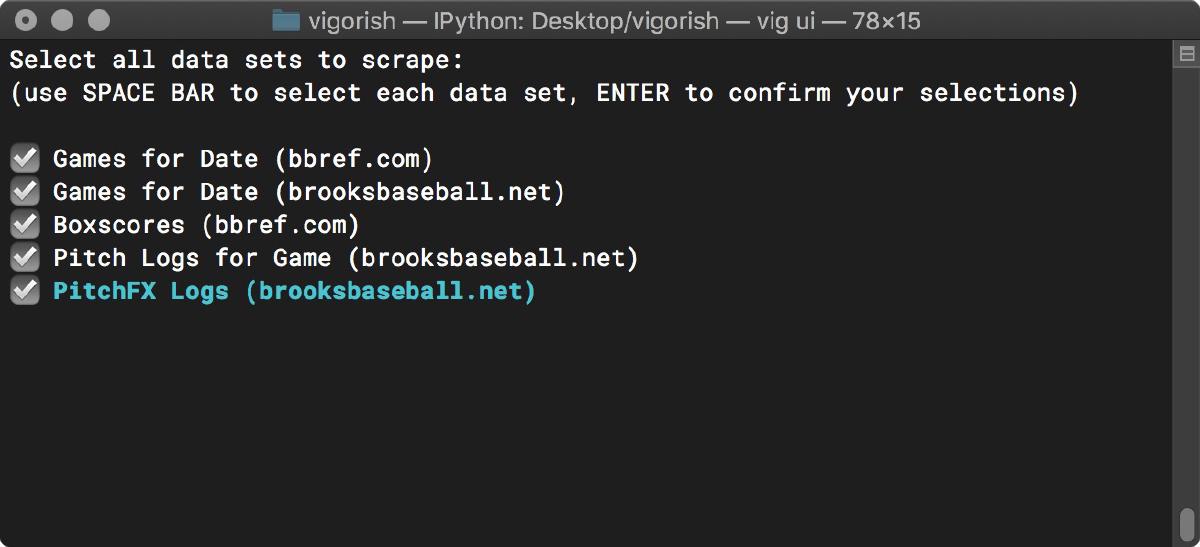 vigorish — IPython: Desktop/vigorish — vig ui — 78×15
Select all data sets to scrape:
(use SPACE BAR to select each data set, ENTER to confirm your selections)
Games for Date (bbref.com)
Games for Date (brooksbaseball.net)
Boxscores (bbref.com)
Pitch Logs for Game (brooksbaseball.net)
PitchFX Logs (brooksbaseball.net)